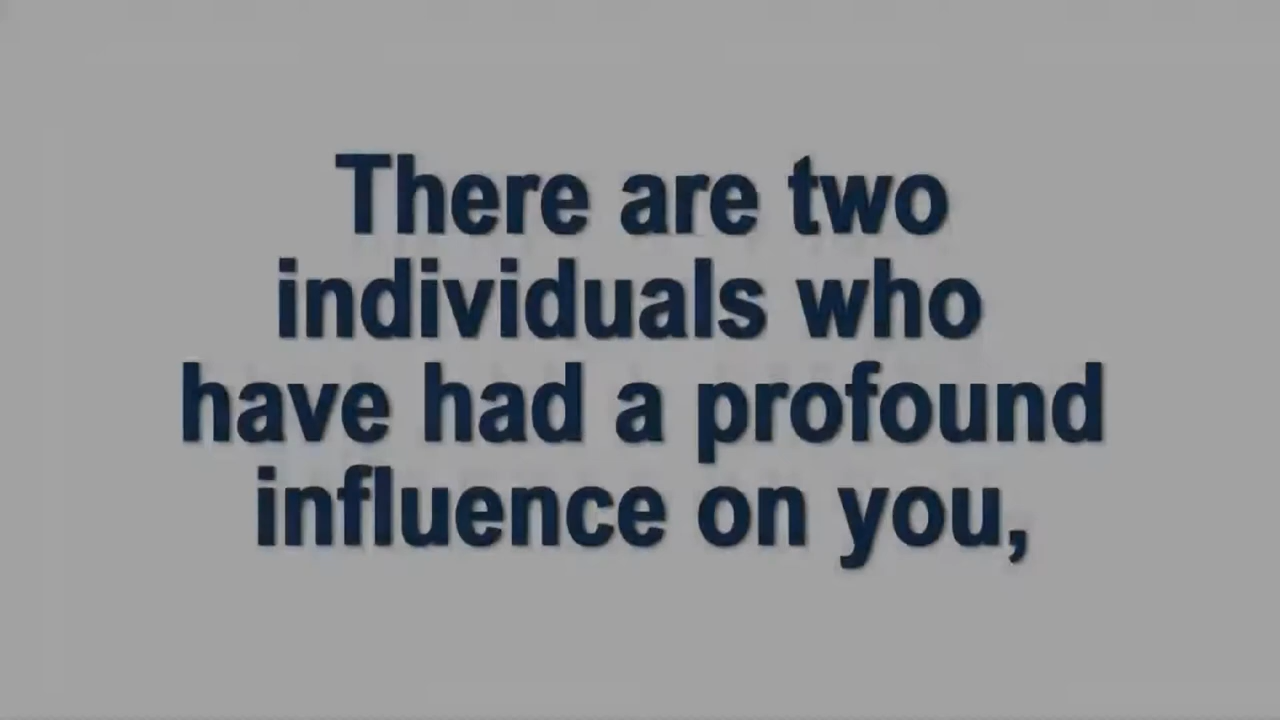 There are two
individuals who
have had a profound
influence on you,